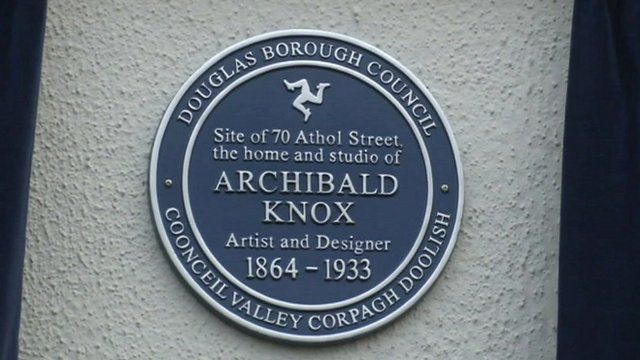 DOUGLAS BOROUGH COUNCIL
Site of 70 Athol Street,
the home and studio of
ARCHIBALD
KNOX
Artist and Designer
1864 - 1933
COONCEIL VALLEY CORPAGH DOOLISH